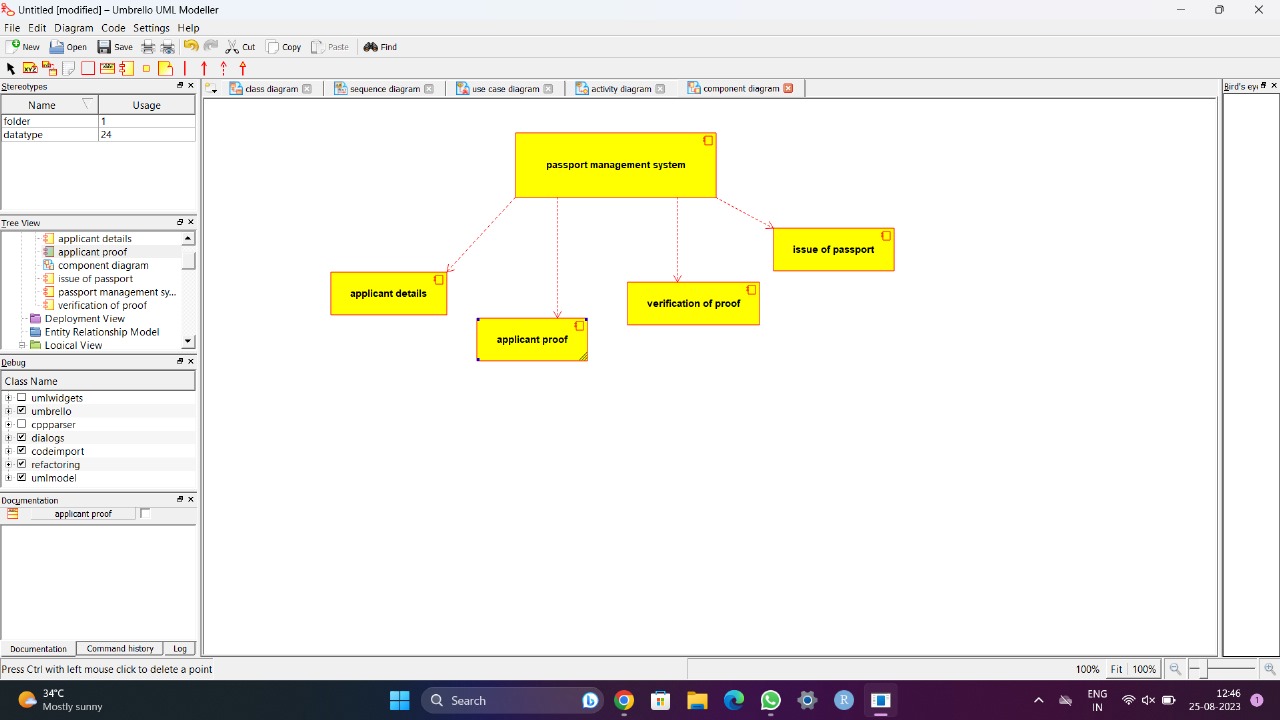 Untitled [modified] – Umbrello UML Modeller
File Edit Diagram Code Settings Help
New Open Save Cut Copy Paste Find
Stereotypes
Name Usage
folder 1
datatype 24
Tree View
applicant details
applicant proof
component diagram
issue of passport
passport management sy...
verification of proof
Deployment View
Entity Relationship Model
Logical View
Debug
Class Name
umlwidgets
umbrello
cppparser
dialogs
codeimport
refactoring
umlmodel
Documentation
applicant proof
Documentation Command history Log
class diagram sequence diagram use case diagram activity diagram component diagram
Bird's ey
passport management system
issue of passport
applicant details
verification of proof
applicant proof
Press Ctrl with left mouse click to delete a point
100% Fit 100%
34°C
Mostly sunny
Search
R
ENG
IN
12:46
25-08-2023
1